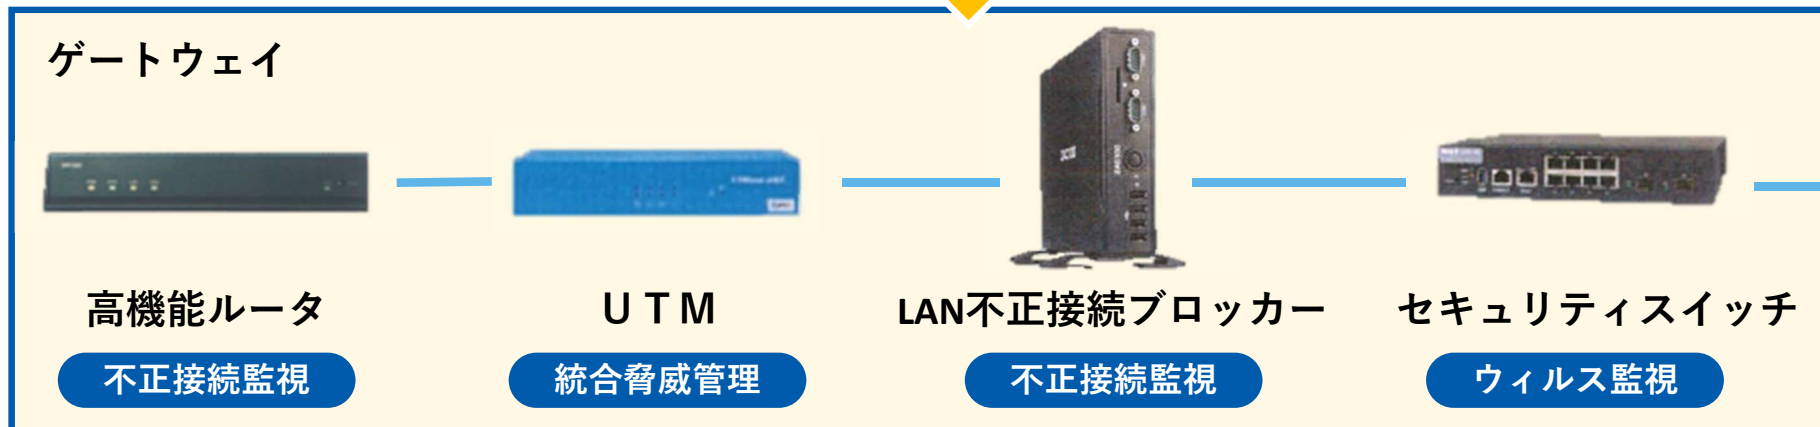 ゲートウェイ
高機能ルータ
UTM
LAN不正接続ブロッカー
セキュリティスイッチ
不正接続監視
統合脅威管理
不正接続監視
ウィルス監視